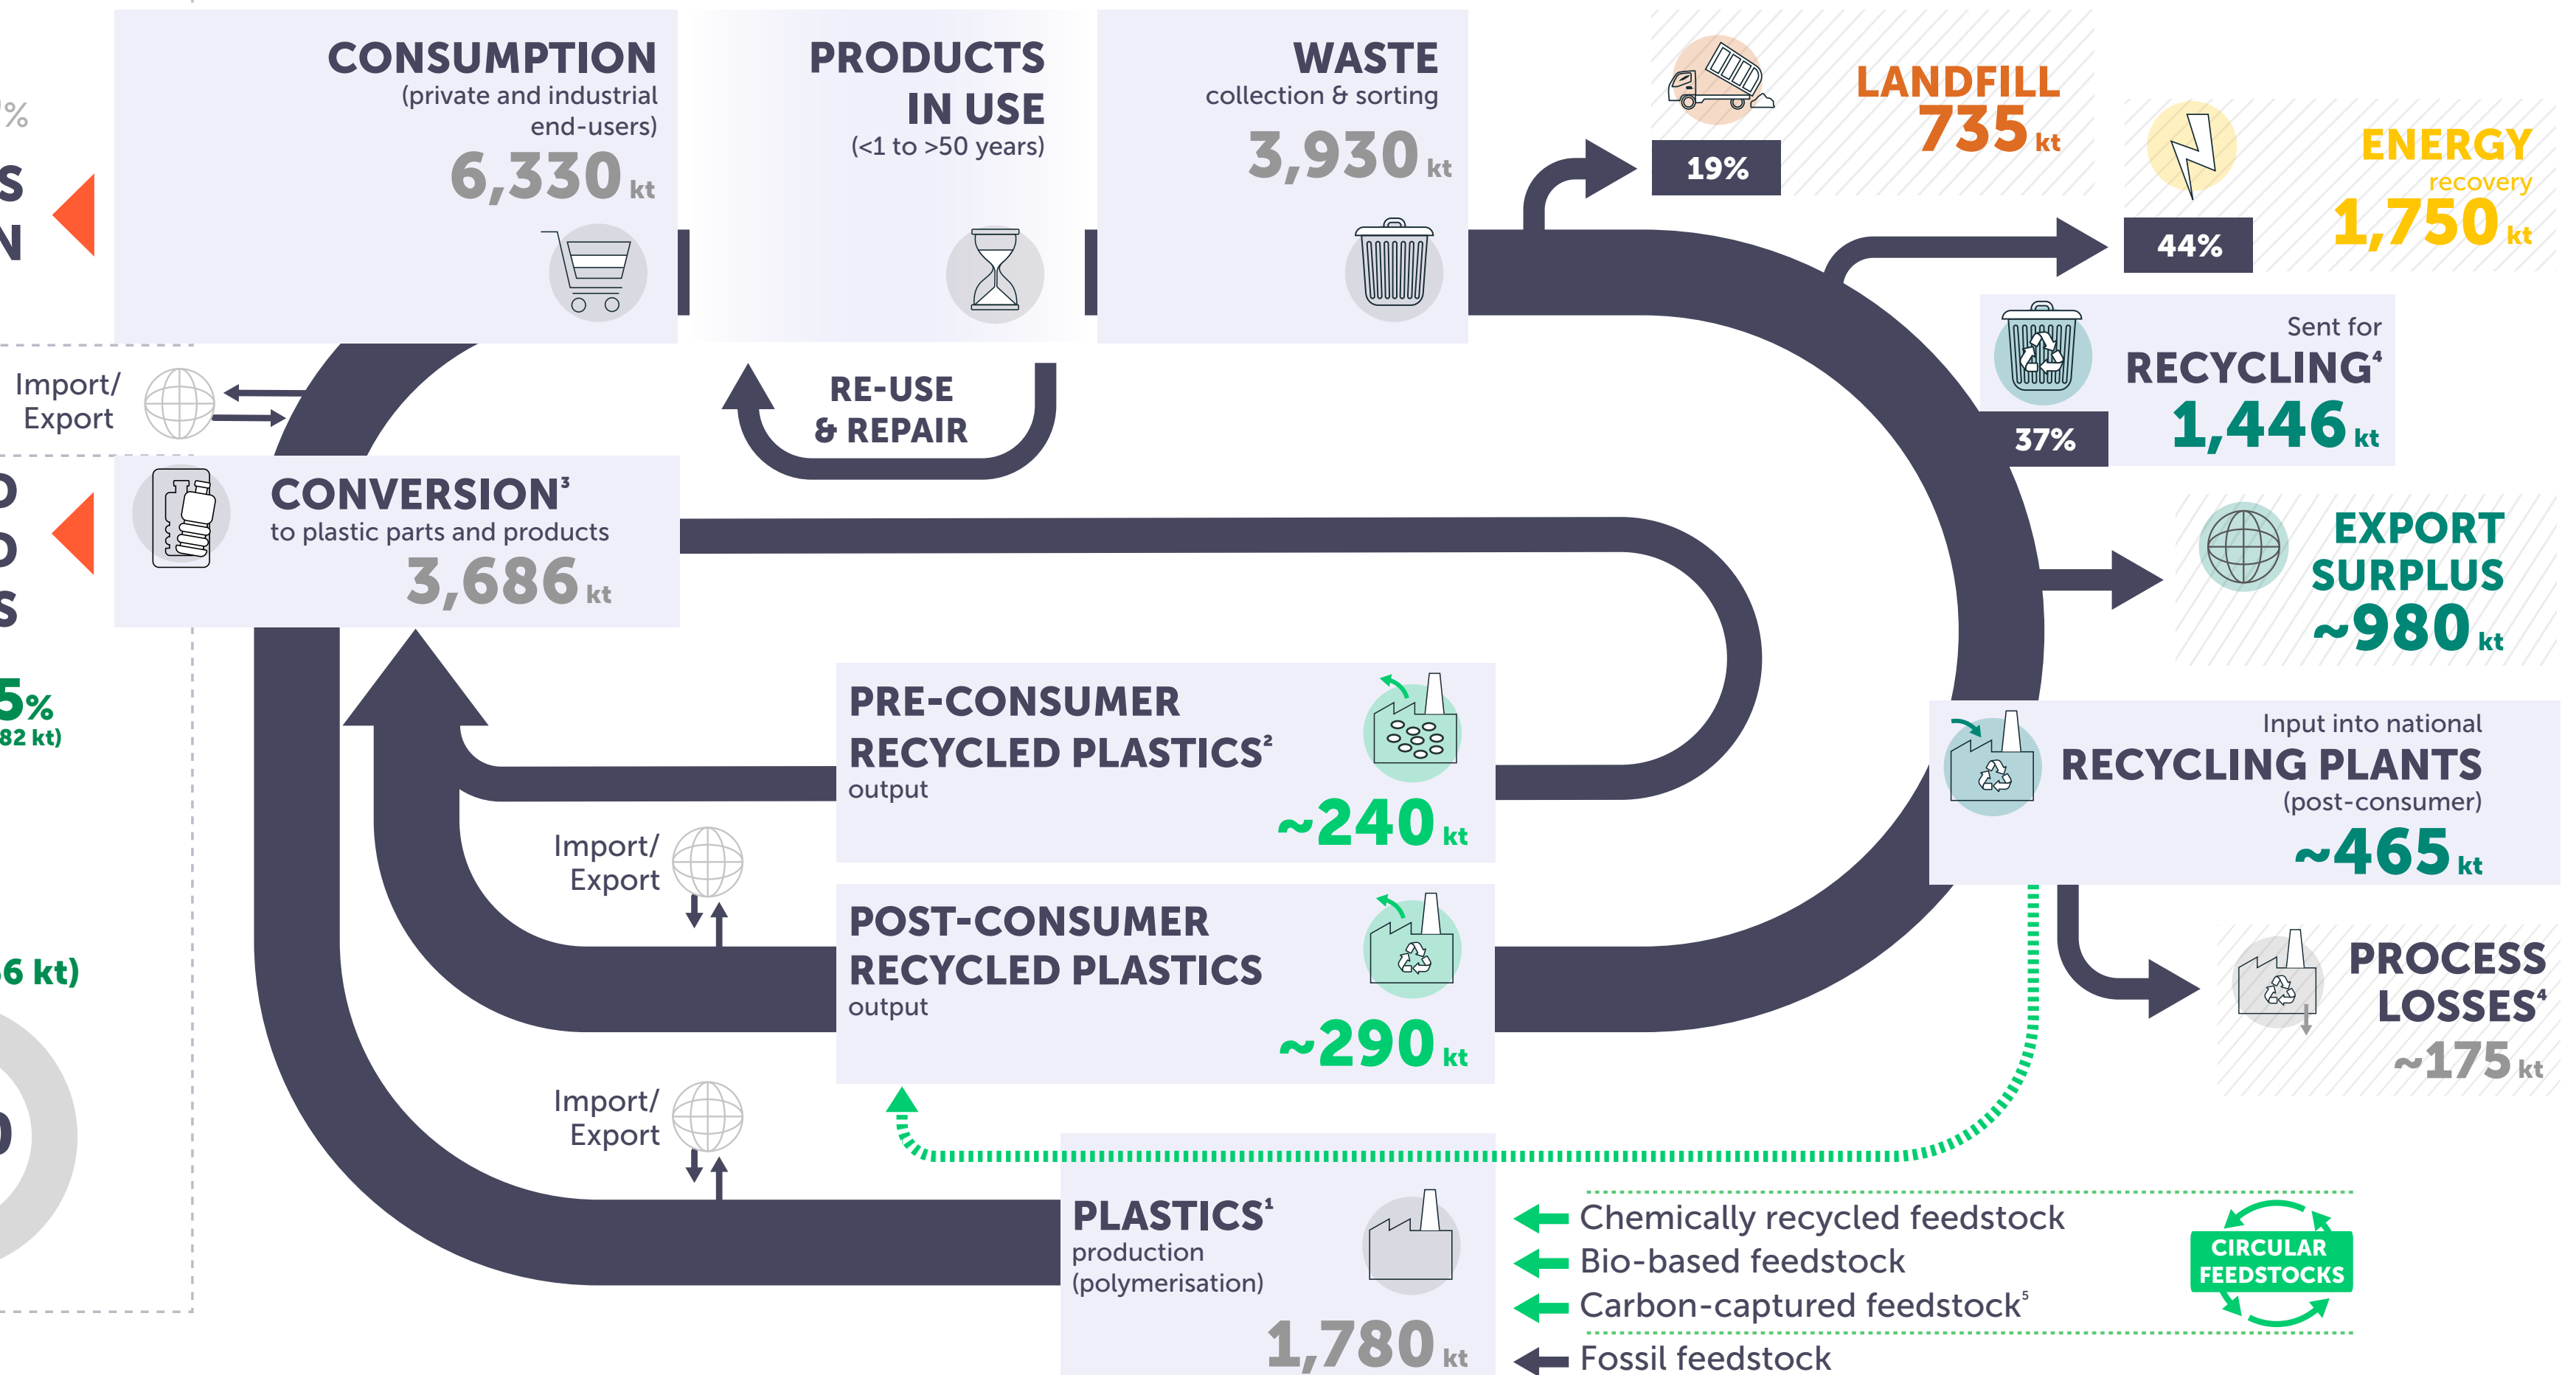 CONSUMPTION
(private and industrial
end-users)
6,330 kt
PRODUCTS
IN USE
(<1 to >50 years)
WASTE
collection & sorting
3,930 kt
LANDFILL
735 kt
19%
ENERGY
recovery
1,750 kt
44%
Sent for
RECYCLING⁴
1,446 kt
37%
%
S
N
Import/
Export
RE-USE
& REPAIR
D
D
S
CONVERSION³
to plastic parts and products
3,686 kt
EXPORT
SURPLUS
~980 kt
5%
82 kt)
PRE-CONSUMER
RECYCLED PLASTICS²
output
~240 kt
Input into national
RECYCLING PLANTS
(post-consumer)
~465 kt
Import/
Export
POST-CONSUMER
RECYCLED PLASTICS
output
~290 kt
6 kt)
PROCESS
LOSSES⁴
~175 kt
Import/
Export
PLASTICS¹
production
(polymerisation)
1,780 kt
Chemically recycled feedstock
Bio-based feedstock
Carbon-captured feedstock⁵
Fossil feedstock
CIRCULAR
FEEDSTOCKS